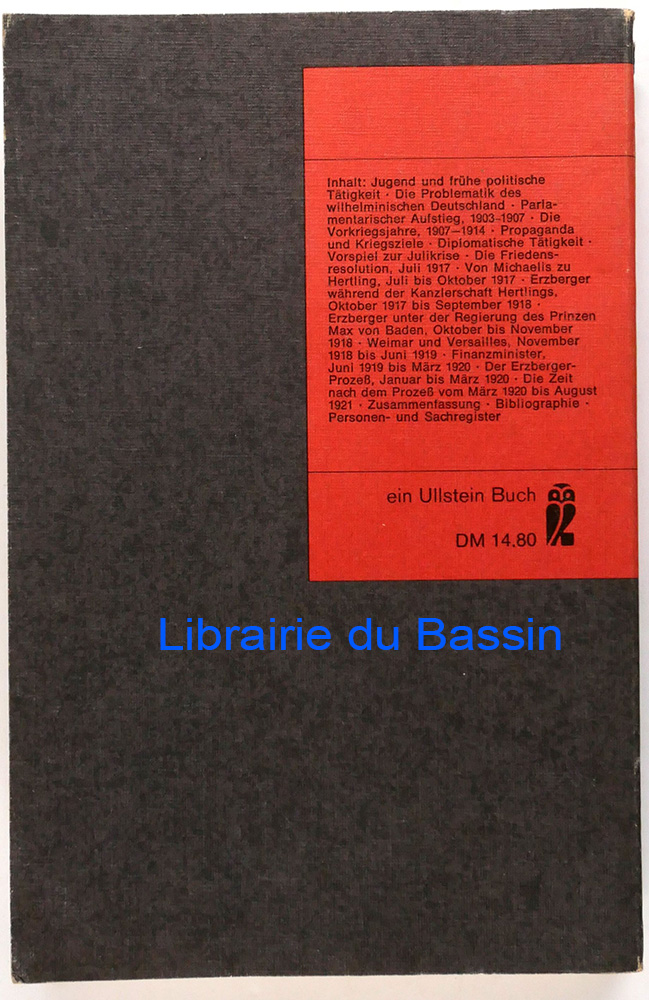 Inhalt: Jugend und frühe politische
Tätigkeit · Die Problematik des
wilhelminischen Deutschland · Parla-
mentarischer Aufstieg, 1903-1907 · Die
Vorkriegsjahre, 1907—1914 · Propaganda
und Kriegsziele · Diplomatische Tätigkeit ·
Vorspiel zur Julikrise · Die Friedens-
resolution, Juli 1917 · Von Michaelis zu
Hertling, Juli bis Oktober 1917 · Erzberger
während der Kanzlerschaft Hertlings,
Oktober 1917 bis September 1918 ·
Erzberger unter der Regierung des Prinzen
Max von Baden, Oktober bis November
1918 · Weimar und Versailles, November
1918 bis Juni 1919 · Finanzminister,
Juni 1919 bis März 1920 · Der Erzberger-
Prozeß, Januar bis März 1920 · Die Zeit
nach dem Prozeß vom März 1920 bis August
1921 · Zusammenfassung · Bibliographie ·
Personen- und Sachregister
ein Ullstein Buch
DM 14.80
Librairie du Bassin